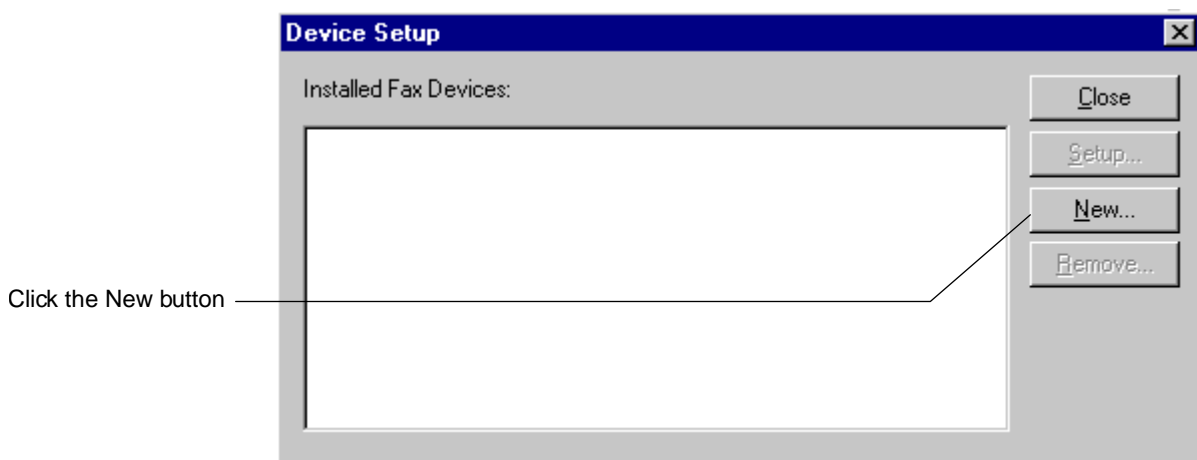 Device Setup
Installed Fax Devices:
Close
Setup...
New...
Remove...
Click the New button